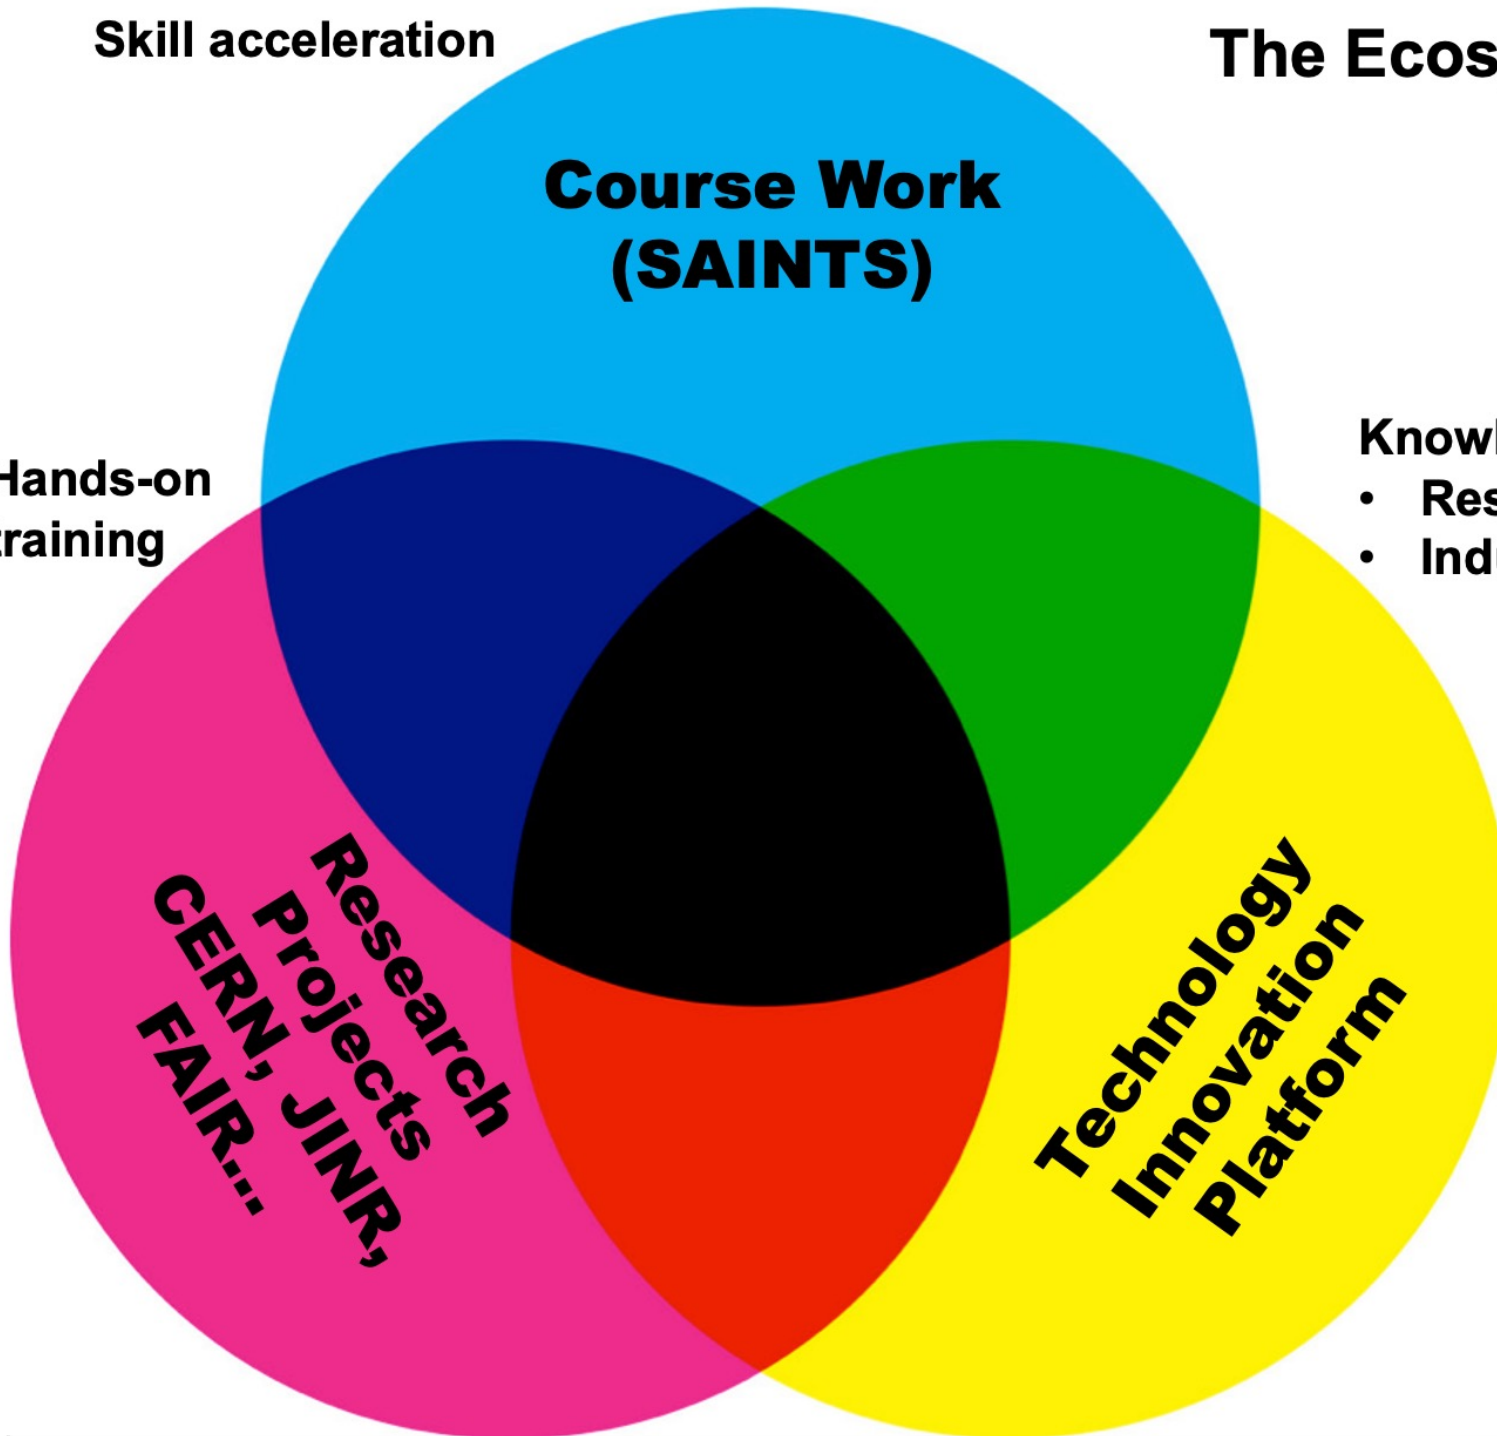 Skill acceleration
The Ecos
Course Work
(SAINTS)
Hands-on
training
Knowl
• Res
• Indu
Research
Projects
CERN, JINR,
FAIR...
Technology
Innovation
Platform